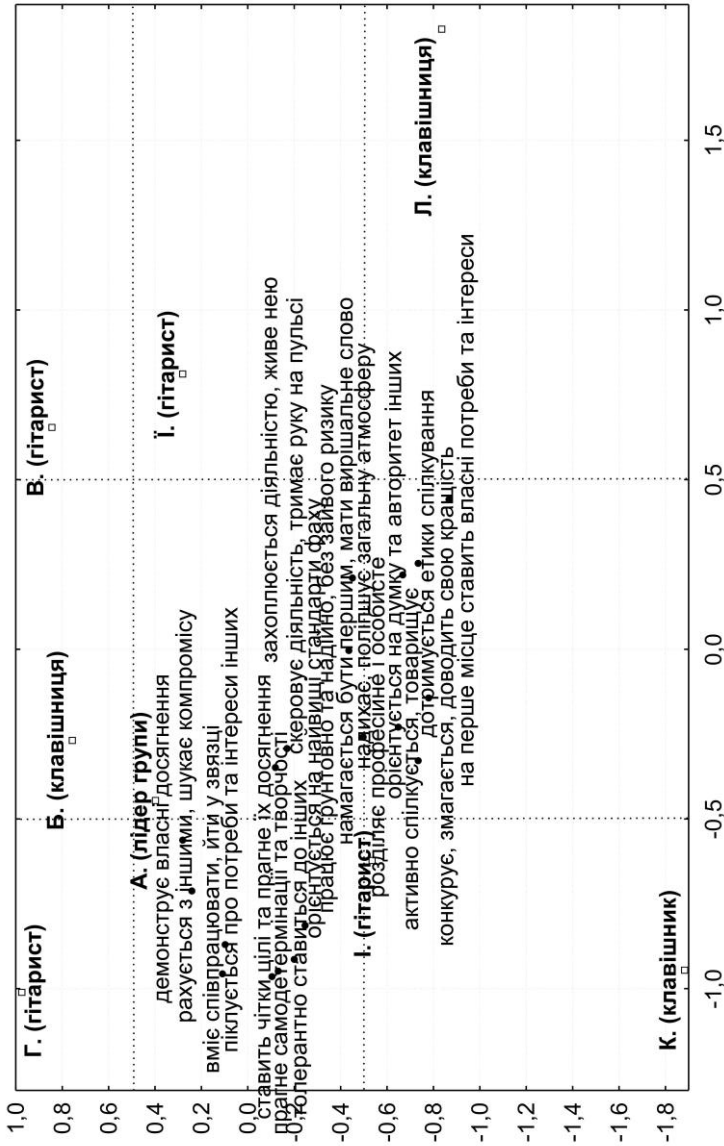 Г. (гітарист)
В. (гітарист)
Б. (клавішниця)
Ї. (гітарист)
А. (лідер групи)
демонструє власні досягнення
рахується з іншими, шукає компромісу
вміє співпрацювати, йти у звязці
піклується про потреби та інтереси інших
захоплюється діяльністю, живе нею
ставить чітки цілі та прагне їх досягнення
скеровує діяльність, тримає руку на пульсі
прагне самодетермінації та творчості
толерантно ставиться до інших
орієнтується на найвищі стандарти фаху
працює ґрунтовно та надійно, без зайвого ризику
намагається бути першим, мати вирішальне слово
І. (гітарист)
надихає, поліпшує загальну атмосферу
розділяє професійне і особисте
орієнтується на думку та авторитет інших
активно спілкується, товаришує
дотримується етики спілкування
Л. (клавішниця)
конкурує, змагається, доводить свою кращість
на перше місце ставить власні потреби та інтереси
К. (клавішник)
1,0
0,8
0,6
0,4
0,2
0,0
-0,2
-0,4
-0,6
-0,8
-1,0
-1,2
-1,4
-1,6
-1,8
-1,0
-0,5
0,0
0,5
1,0
1,5